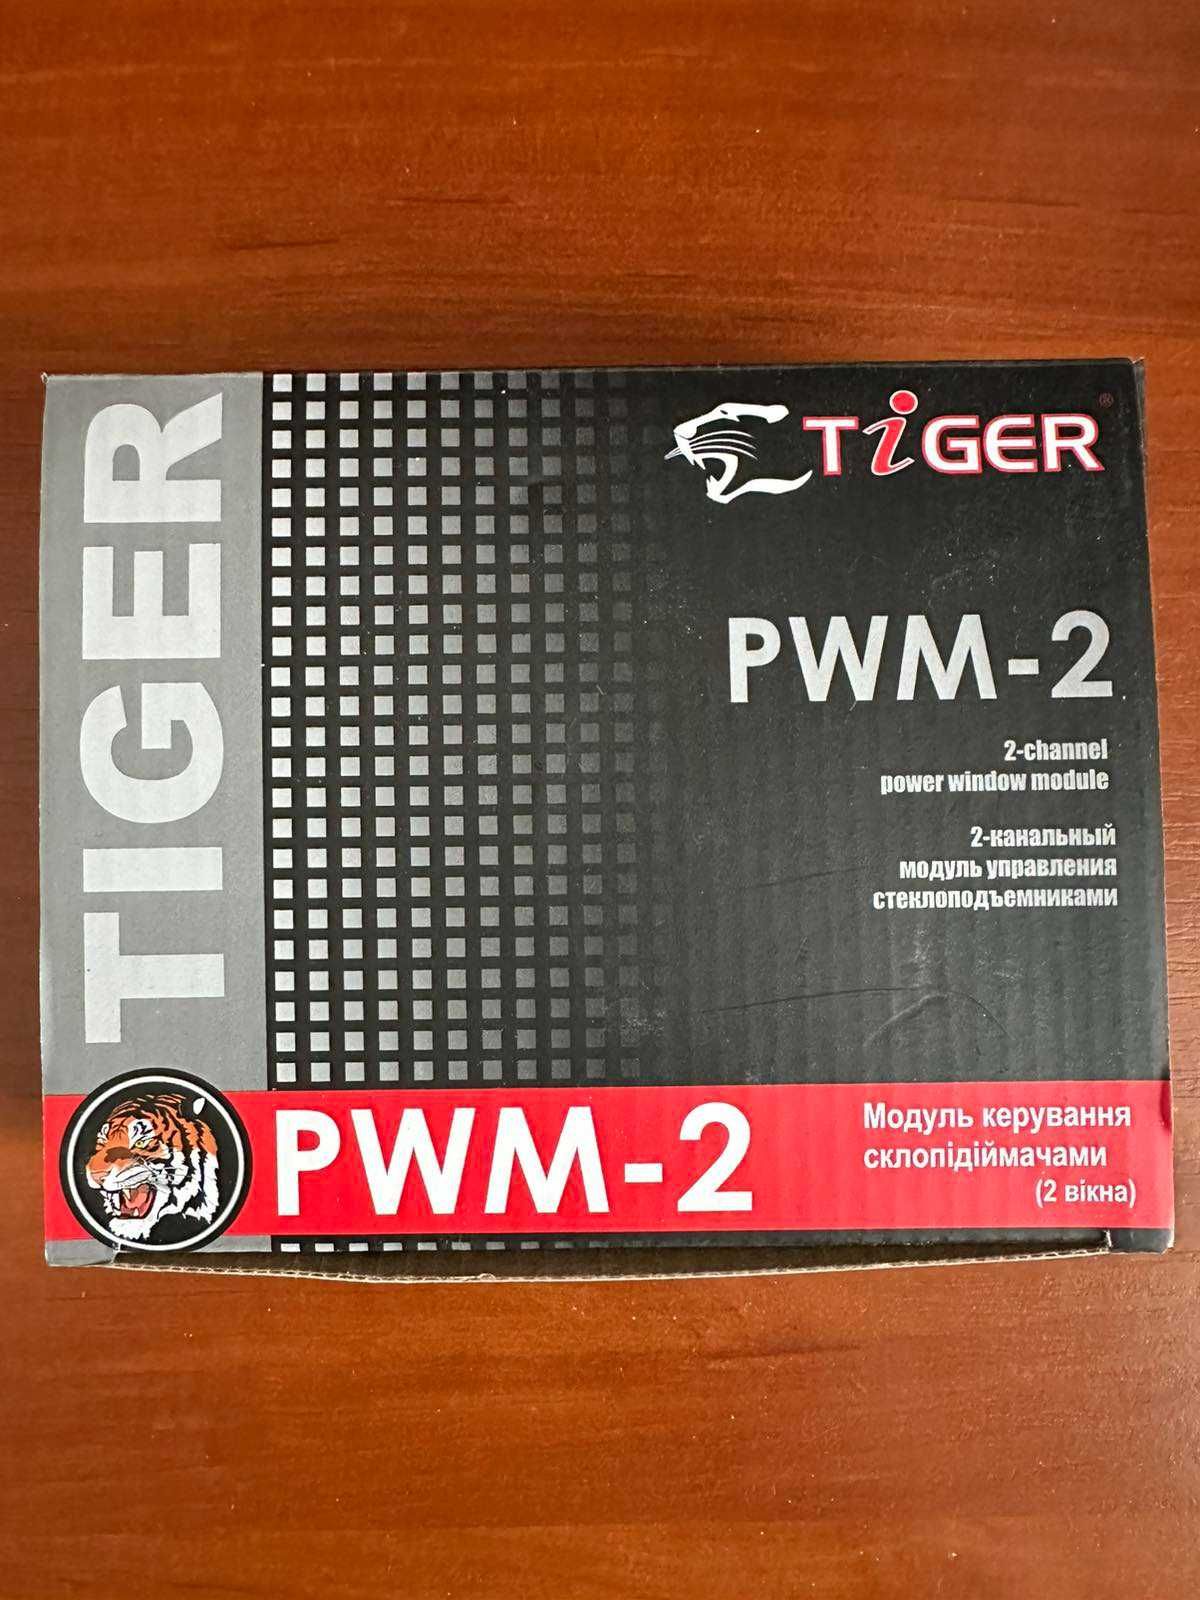 TIGER
TiGER®
PWM-2
2-channel
power window module
2-канальный
модуль управления
стеклоподъемниками
PWM-2
Модуль керування
склопідіймачами
(2 вікна)